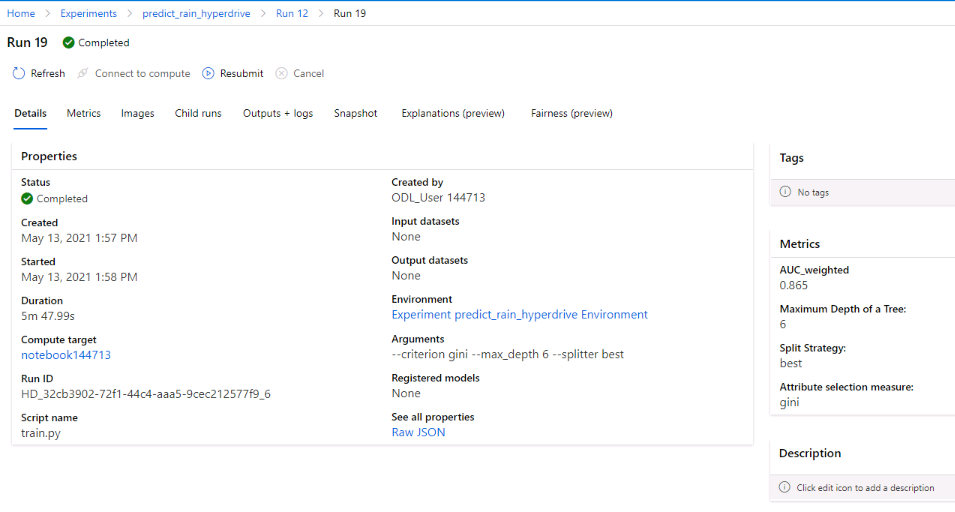 Home > Experiments > predict_rain_hyperdrive > Run 12 > Run 19
Run 19 Completed
Refresh Connect to compute Resubmit Cancel
Details Metrics Images Child runs Outputs + logs Snapshot Explanations (preview) Fairness (preview)
Properties
Status
Completed
Created
May 13, 2021 1:57 PM
Started
May 13, 2021 1:58 PM
Duration
5m 47.99s
Compute target
notebook144713
Run ID
HD_32cb3902-72f1-44c4-aaa5-9cec212577f9_6
Script name
train.py
Created by
ODL_User 144713
Input datasets
None
Output datasets
None
Environment
Experiment predict_rain_hyperdrive Environment
Arguments
--criterion gini --max_depth 6 --splitter best
Registered models
None
See all properties
Raw JSON
Tags
No tags
Metrics
AUC_weighted
0.865
Maximum Depth of a Tree:
6
Split Strategy:
best
Attribute selection measure:
gini
Description
Click edit icon to add a description